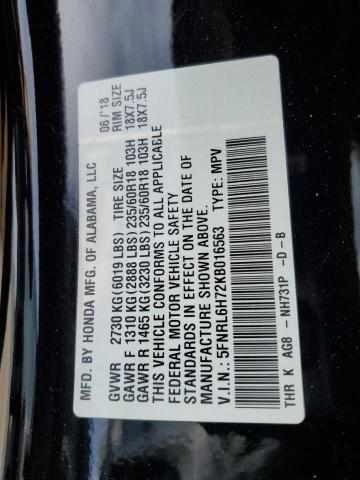 MFD. BY HONDA MFG. OF ALABAMA, LLC 06/'18
GVWR 2730 KG (6019 LBS) TIRE SIZE RIM SIZE
GAWR F 1310 KG (2888 LBS) 235/60R18 103H 18X7.5J
GAWR R 1465 KG (3230 LBS) 235/60R18 103H 18X7.5J
THIS VEHICLE CONFORMS TO ALL APPLICABLE
FEDERAL MOTOR VEHICLE SAFETY
STANDARDS IN EFFECT ON THE DATE OF
MANUFACTURE SHOWN ABOVE.
V.I.N.: 5FNRL6H72KB016563 TYPE: MPV
THR K AG8 - NH731P -D-B